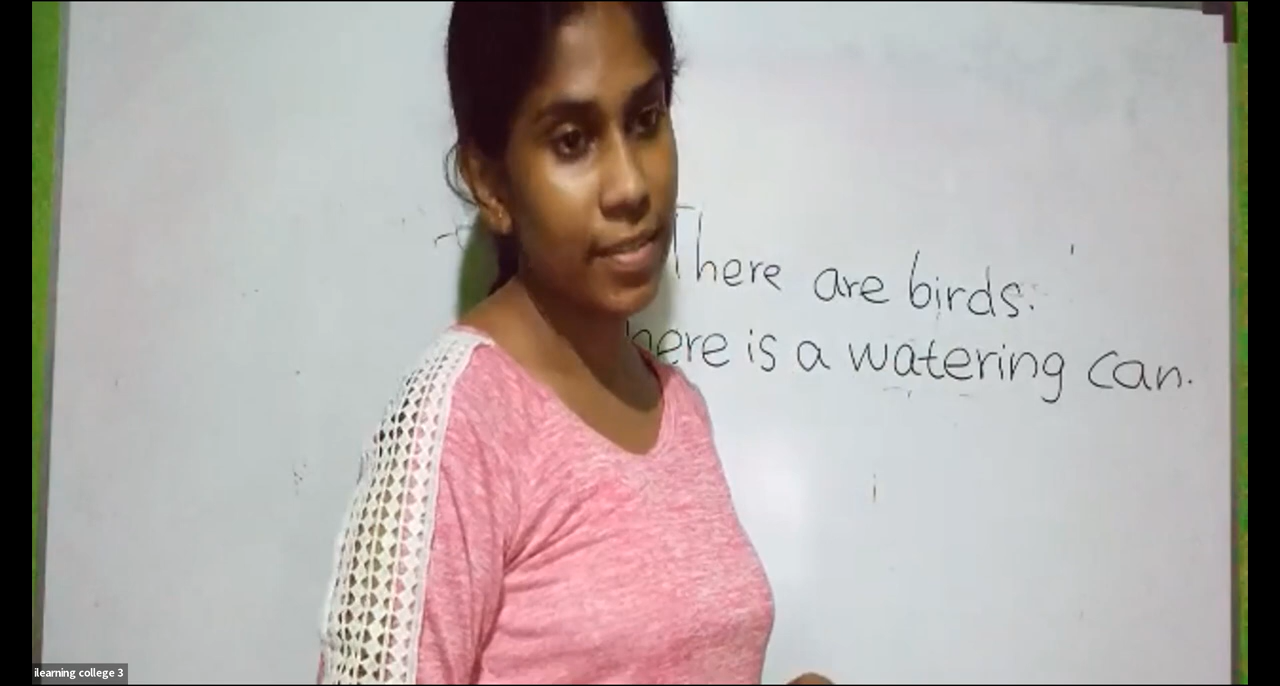 There are birds.
here is a watering can.
ilearning college 3